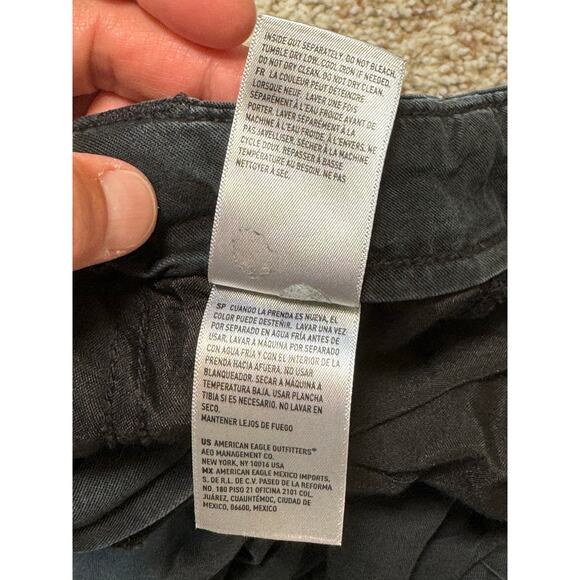 INSIDE OUT SEPARATELY. DO NOT BLEACH.
TUMBLE DRY LOW. COOL IRON IF NEEDED.
DO NOT DRY CLEAN. DO NOT DRY CLEAN.
FR LA COULEUR PEUT DÉTEINDRE
LORSQUE NEUF. LAVER UNE FOIS
SÉPARÉMENT À L'EAU FROIDE AVANT DE
PORTER. LAVER SÉPARÉMENT À LA
MACHINE À L'EAU FROIDE, À L'ENVERS. NE
PAS JAVELLISER. SÉCHER À LA MACHINE
CYCLE DOUX. REPASSER À BASSE
TEMPÉRATURE AU BESOIN. NE PAS
NETTOYER À SEC.
SP CUANDO LA PRENDA ES NUEVA, EL
COLOR PUEDE DESTEÑIR. LAVAR UNA VEZ
POR SEPARADO EN AGUA FRÍA ANTES DE
USAR. LAVAR A MÁQUINA POR SEPARADO
CON AGUA FRÍA Y CON EL INTERIOR DE LA
PRENDA HACIA AFUERA. NO USAR
BLANQUEADOR. SECAR A MÁQUINA A
TEMPERATURA BAJA. USAR PLANCHA
TIBIA SI ES NECESARIO. NO LAVAR EN
SECO.
MANTENER LEJOS DE FUEGO
US AMERICAN EAGLE OUTFITTERS®
AEO MANAGEMENT CO.
NEW YORK, NY 10016 USA
MX AMERICAN EAGLE MEXICO IMPORTS,
S. DE R.L. DE C.V. PASEO DE LA REFORMA
NO. 180 PISO 21 OFICINA 2101 COL.
JUÁREZ, CUAUHTÉMOC, CIUDAD DE
MÉXICO, 06600, MEXICO